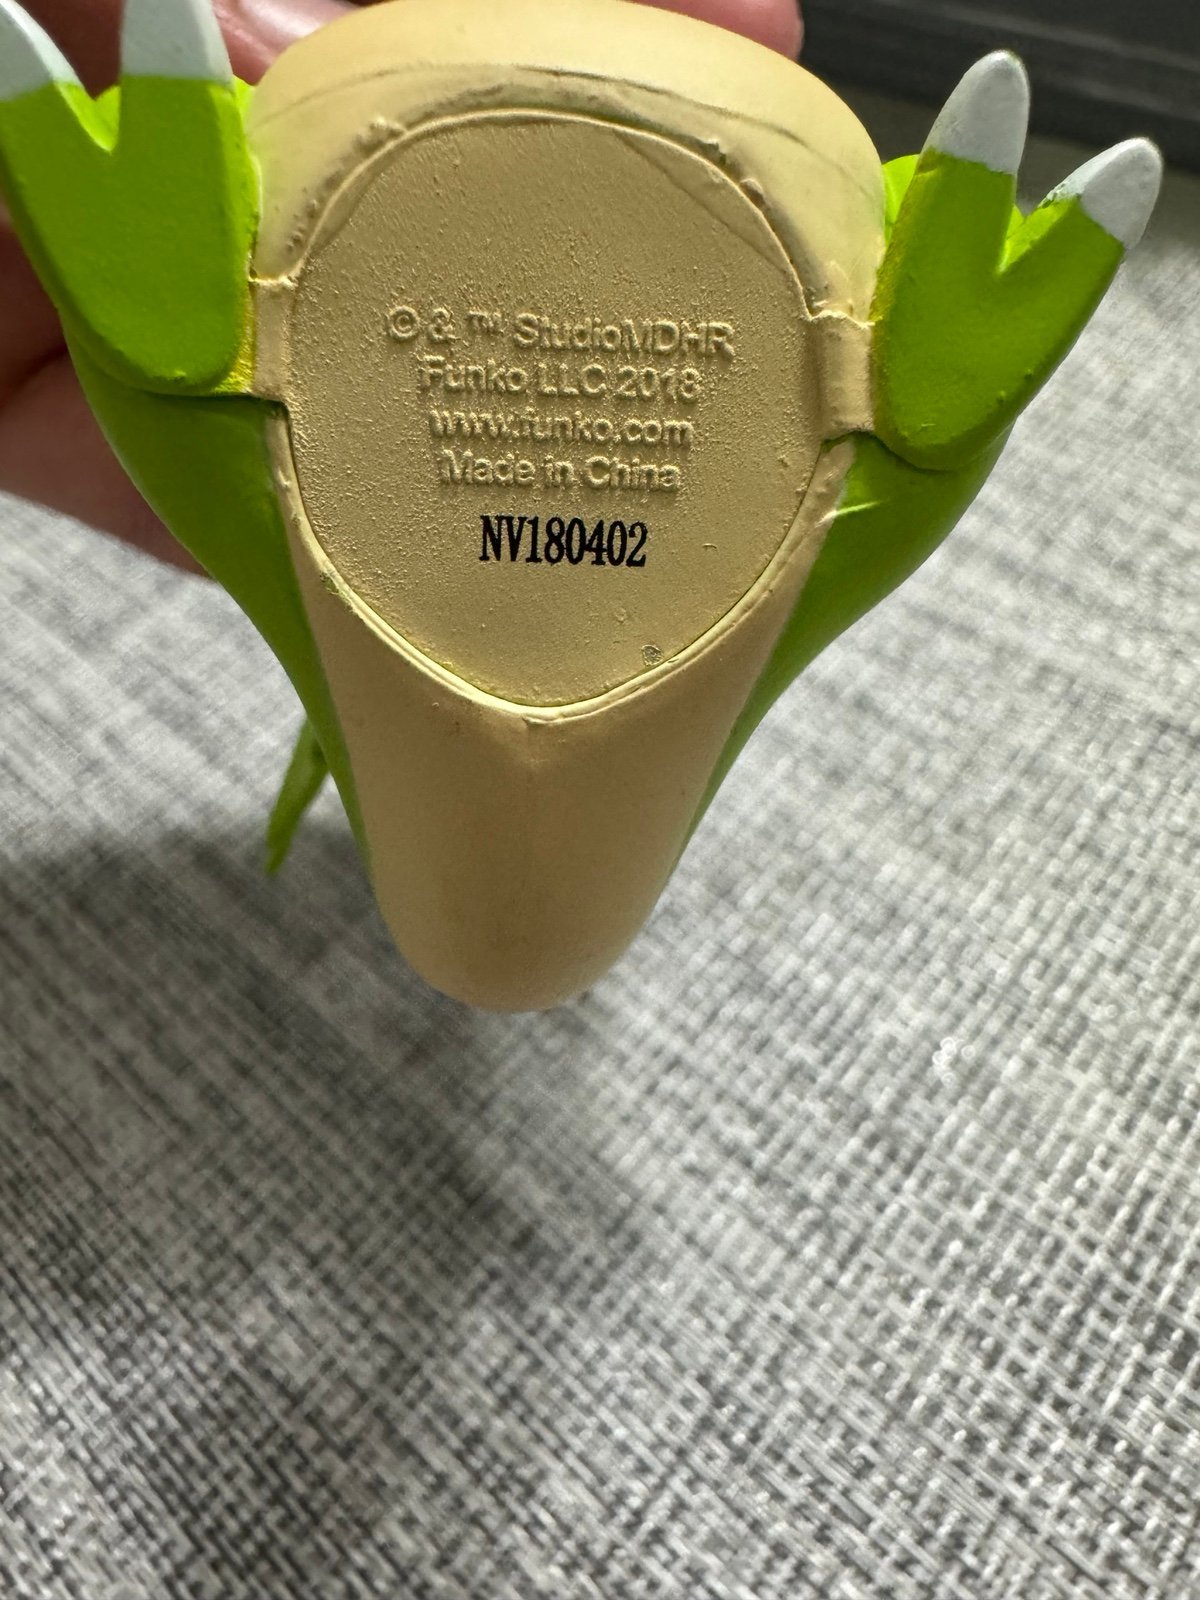 © & ™ StudioMDHR
Funko LLC 2018
www.funko.com
Made in China
NV180402